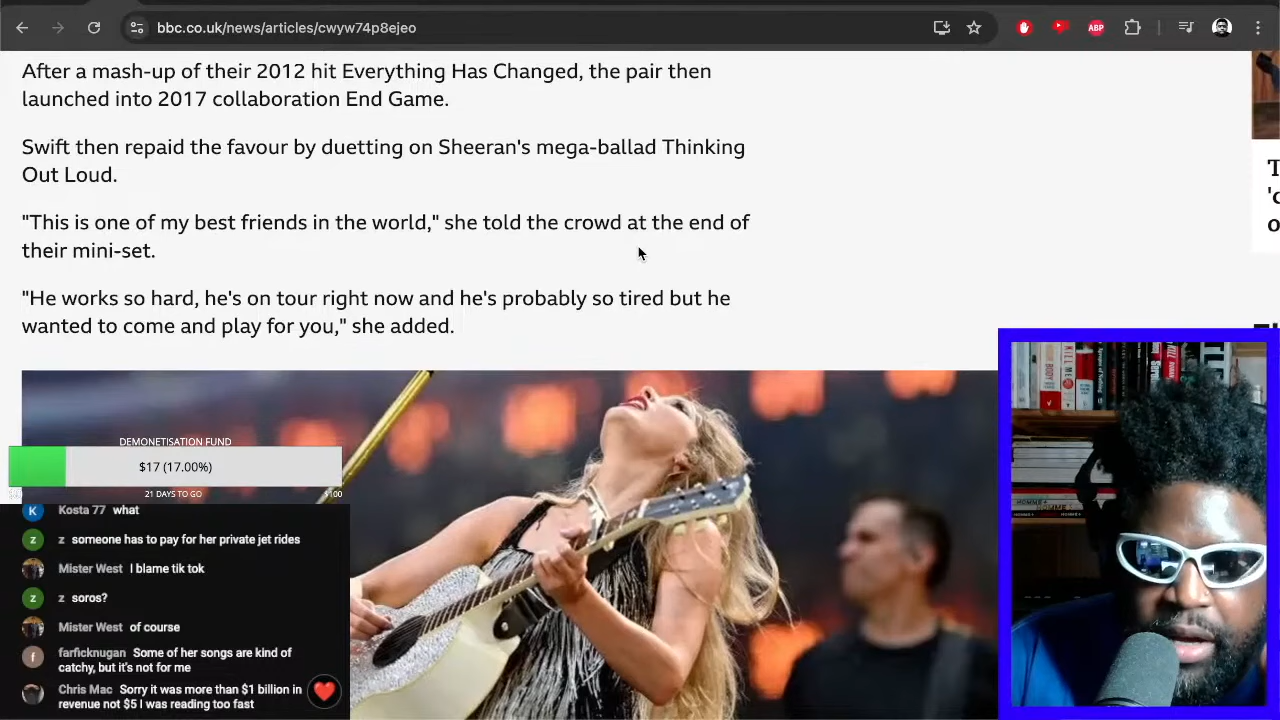 bbc.co.uk/news/articles/cwyw74p8ejeo
ABP
After a mash-up of their 2012 hit Everything Has Changed, the pair then
launched into 2017 collaboration End Game.
Swift then repaid the favour by duetting on Sheeran's mega-ballad Thinking
Out Loud.
"This is one of my best friends in the world," she told the crowd at the end of
their mini-set.
"He works so hard, he's on tour right now and he's probably so tired but he
wanted to come and play for you," she added.
DEMONETISATION FUND
$17 (17.00%)
21 DAYS TO GO
$100
K Kosta 77 what
z z someone has to pay for her private jet rides
Mister West I blame tik tok
z z soros?
Mister West of course
f farficknugan Some of her songs are kind of
catchy, but it's not for me
Chris Mac Sorry it was more than $1 billion in
revenue not $5 I was reading too fast
KILL ME
HOMME+